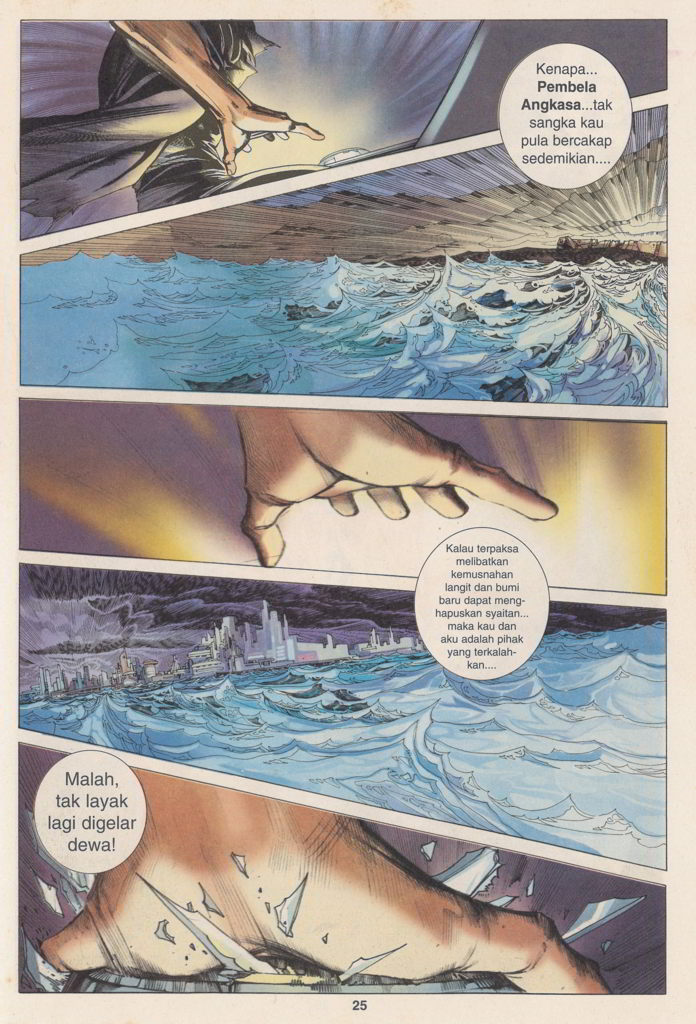 Kenapa...
Pembela
Angkasa...tak
sangka kau
pula bercakap
sedemikian....
Kalau terpaksa
melibatkan
kemusnahan
langit dan bumi
baru dapat meng-
hapuskan syaitan...
maka kau dan
aku adalah pihak
yang terkalah-
kan....
Malah,
tak layak
lagi digelar
dewa!
25